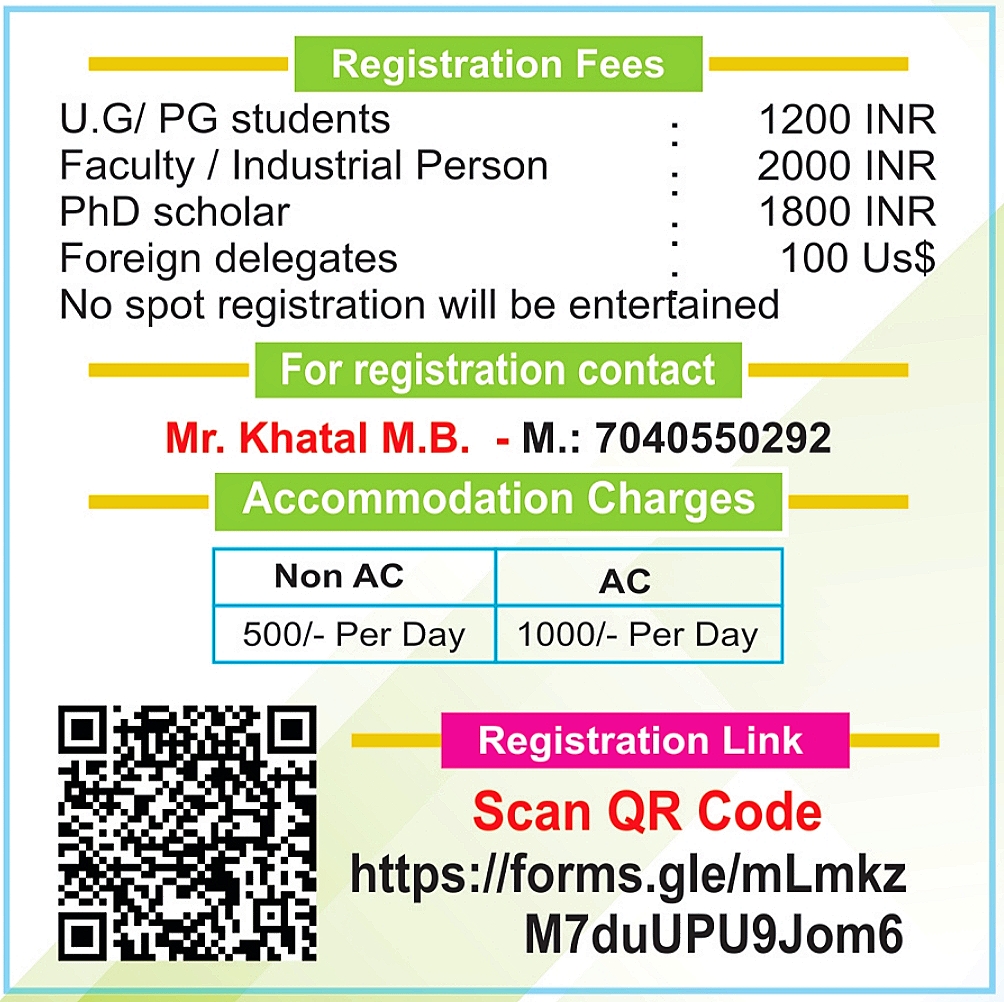 Registration Fees
U.G/ PG students : 1200 INR
Faculty / Industrial Person : 2000 INR
PhD scholar : 1800 INR
Foreign delegates : 100 Us$
No spot registration will be entertained
For registration contact
Mr. Khatal M.B. - M.: 7040550292
Accommodation Charges
Non AC AC
500/- Per Day 1000/- Per Day
Registration Link
Scan QR Code
https://forms.gle/mLmkz
M7duUPU9Jom6